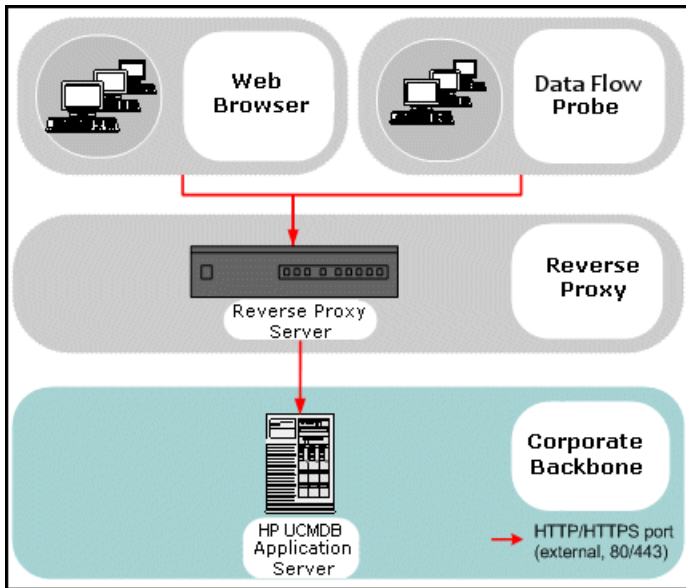 Web
Browser
Data Flow
Probe
Reverse Proxy
Server
Reverse
Proxy
HP UCMDB
Application
Server
Corporate
Backbone
HTTP/HTTPS port
(external, 80/443)